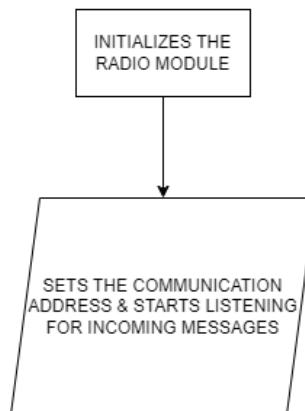 INITIALIZES THE
RADIO MODULE
SETS THE COMMUNICATION
ADDRESS & STARTS LISTENING
FOR INCOMING MESSAGES